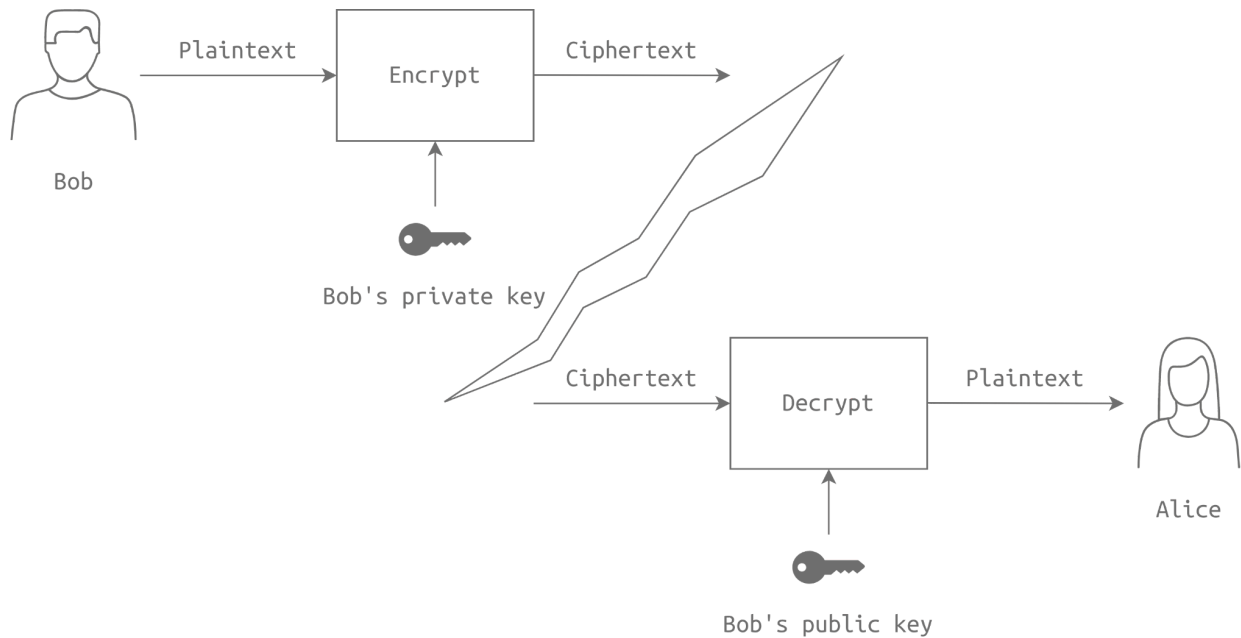 Plaintext
Encrypt
Ciphertext
Bob
Bob's private key
Ciphertext
Decrypt
Plaintext
Alice
Bob's public key